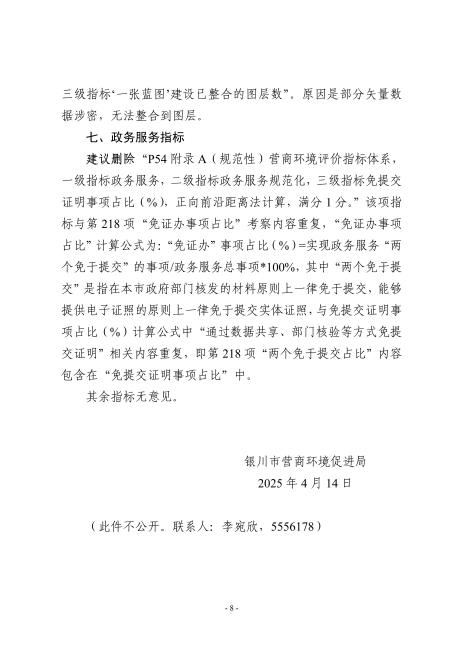 三级指标‘一张蓝图’建设已整合的图层数”。原因是部分矢量数
据涉密，无法整合到图层。
七、政务服务指标
建议删除“P54 附录 A（规范性）营商环境评价指标体系，
一级指标政务服务，二级指标政务服务规范化，三级指标免提交
证明事项占比（%），正向前沿距离法计算，满分 1 分。”该项指
标与第 218 项“免证办事项占比”考察内容重复，“免证办事项
占比”计算公式为：“免证办”事项占比（%）=实现政务服务“两
个免于提交”的事项/政务服务总事项*100%，其中“两个免于提
交”是指在本市政府部门核发的材料原则上一律免于提交，能够
提供电子证照的原则上一律免于提交实体证照，与免提交证明事
项占比（%）计算公式中“通过数据共享、部门核验等方式免提
交证明”相关内容重复，即第 218 项“两个免于提交占比”内容
包含在“免提交证明事项占比”中。
其余指标无意见。
银川市营商环境促进局
2025 年 4 月 14 日
（此件不公开。联系人：李宛欣，5556178）
- 8 -